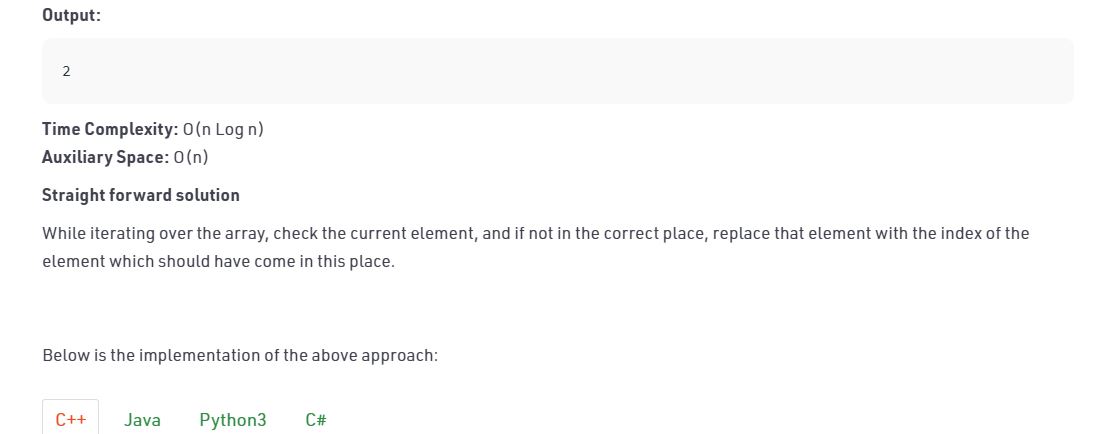 Output:
2
Time Complexity: O(n Log n)
Auxiliary Space: O(n)
Straight forward solution
While iterating over the array, check the current element, and if not in the correct place, replace that element with the index of the
element which should have come in this place.
Below is the implementation of the above approach:
C++ Java Python3 C#